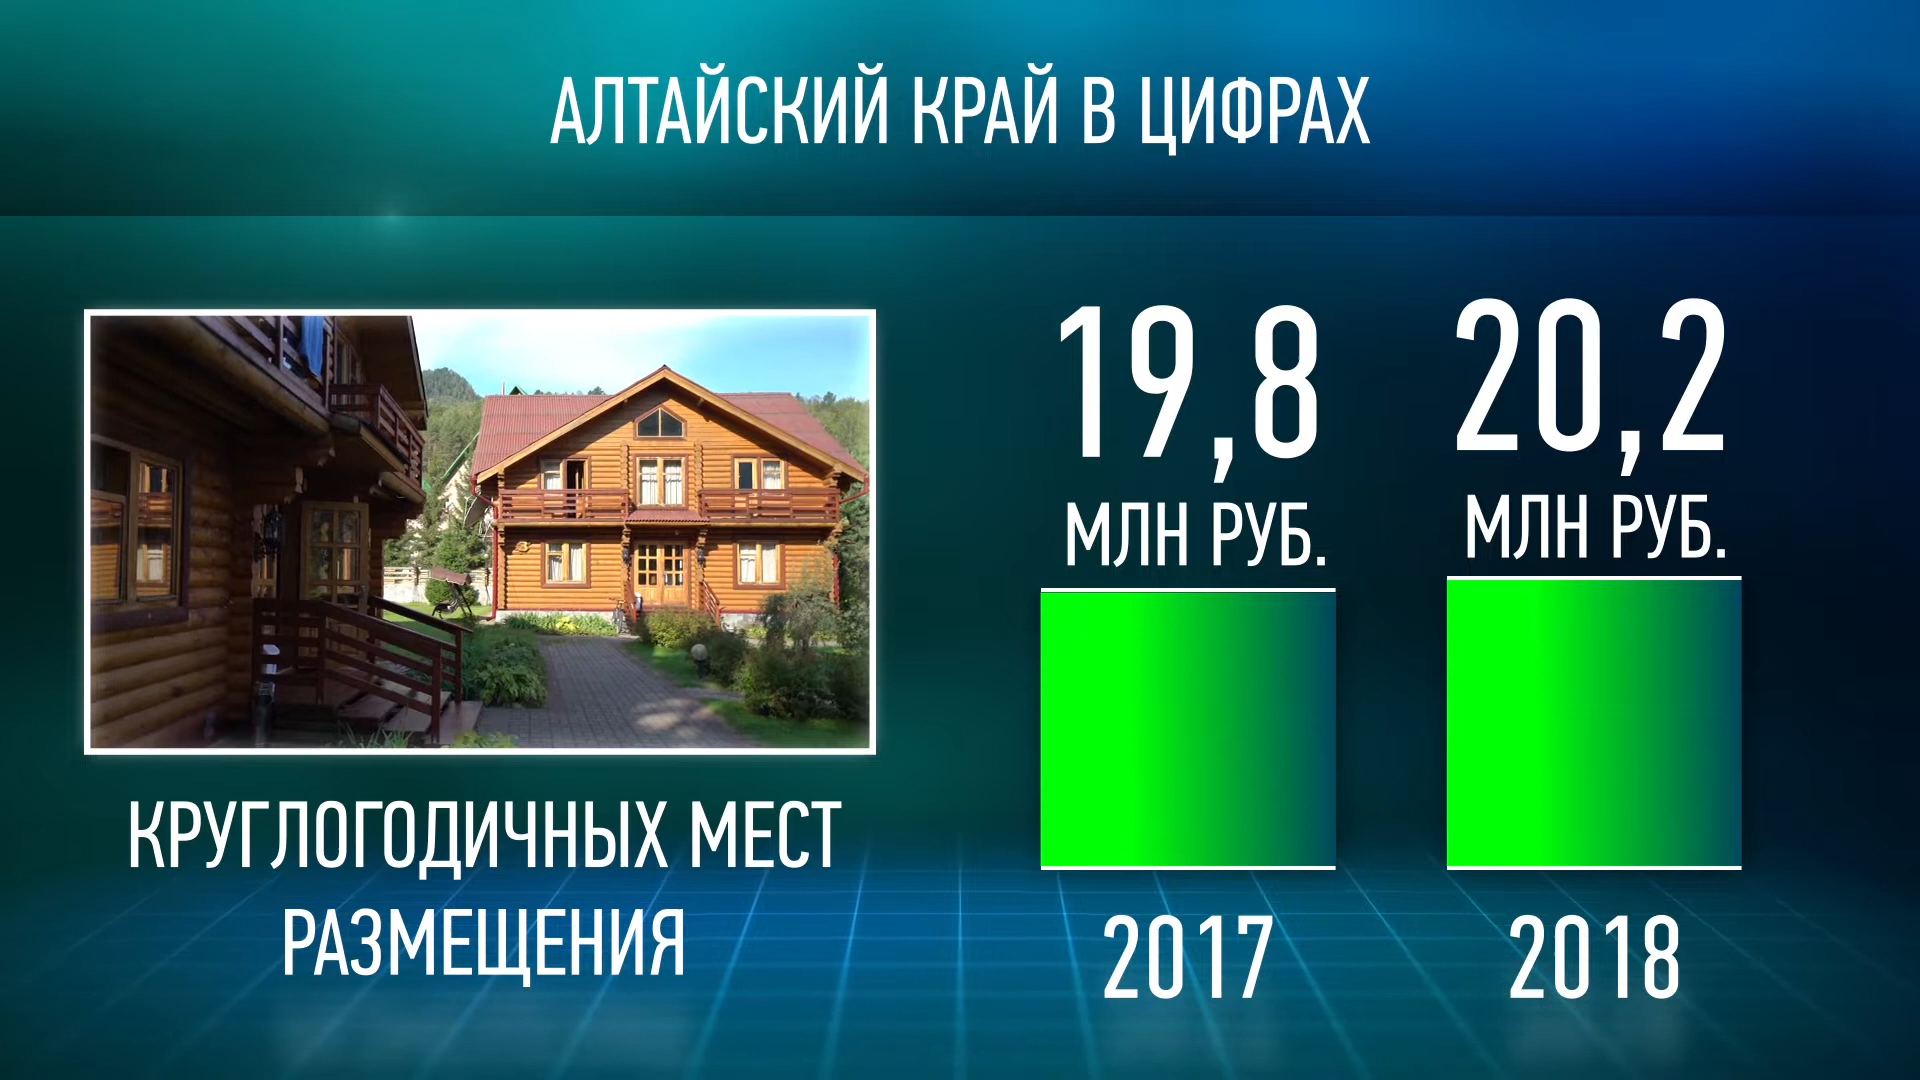 АЛТАЙСКИЙ КРАЙ В ЦИФРАХ
19,8
МЛН РУБ.
20,2
МЛН РУБ.
КРУГЛОГОДИЧНЫХ МЕСТ
РАЗМЕЩЕНИЯ
2017
2018